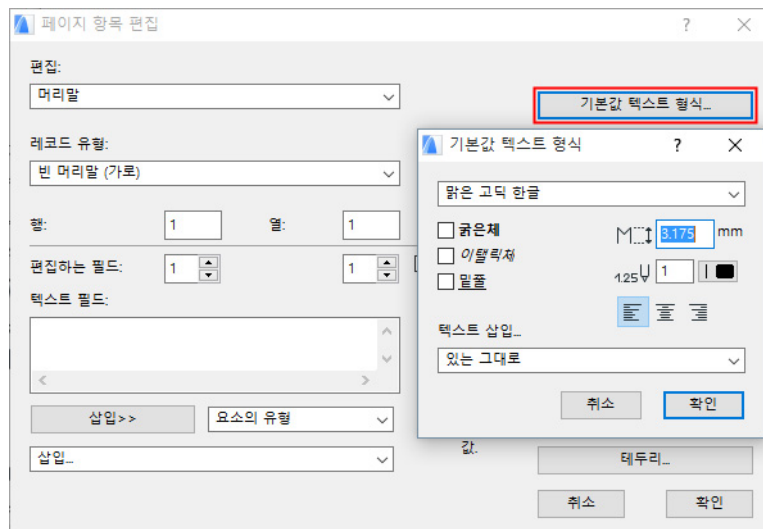 페이지 항목 편집
?
편집:
머리말
기본값 텍스트 형식...
레코드 유형:
빈 머리말 (가로)
행:
1
열:
1
편집하는 필드:
1
1
텍스트 필드:
삽입>>
요소의 유형
삽입...
값.
테두리...
취소
확인
기본값 텍스트 형식
?
맑은 고딕 한글
굵은체
M
3.175
mm
이탤릭체
밑줄
1.25
1
텍스트 삽입...
있는 그대로
취소
확인